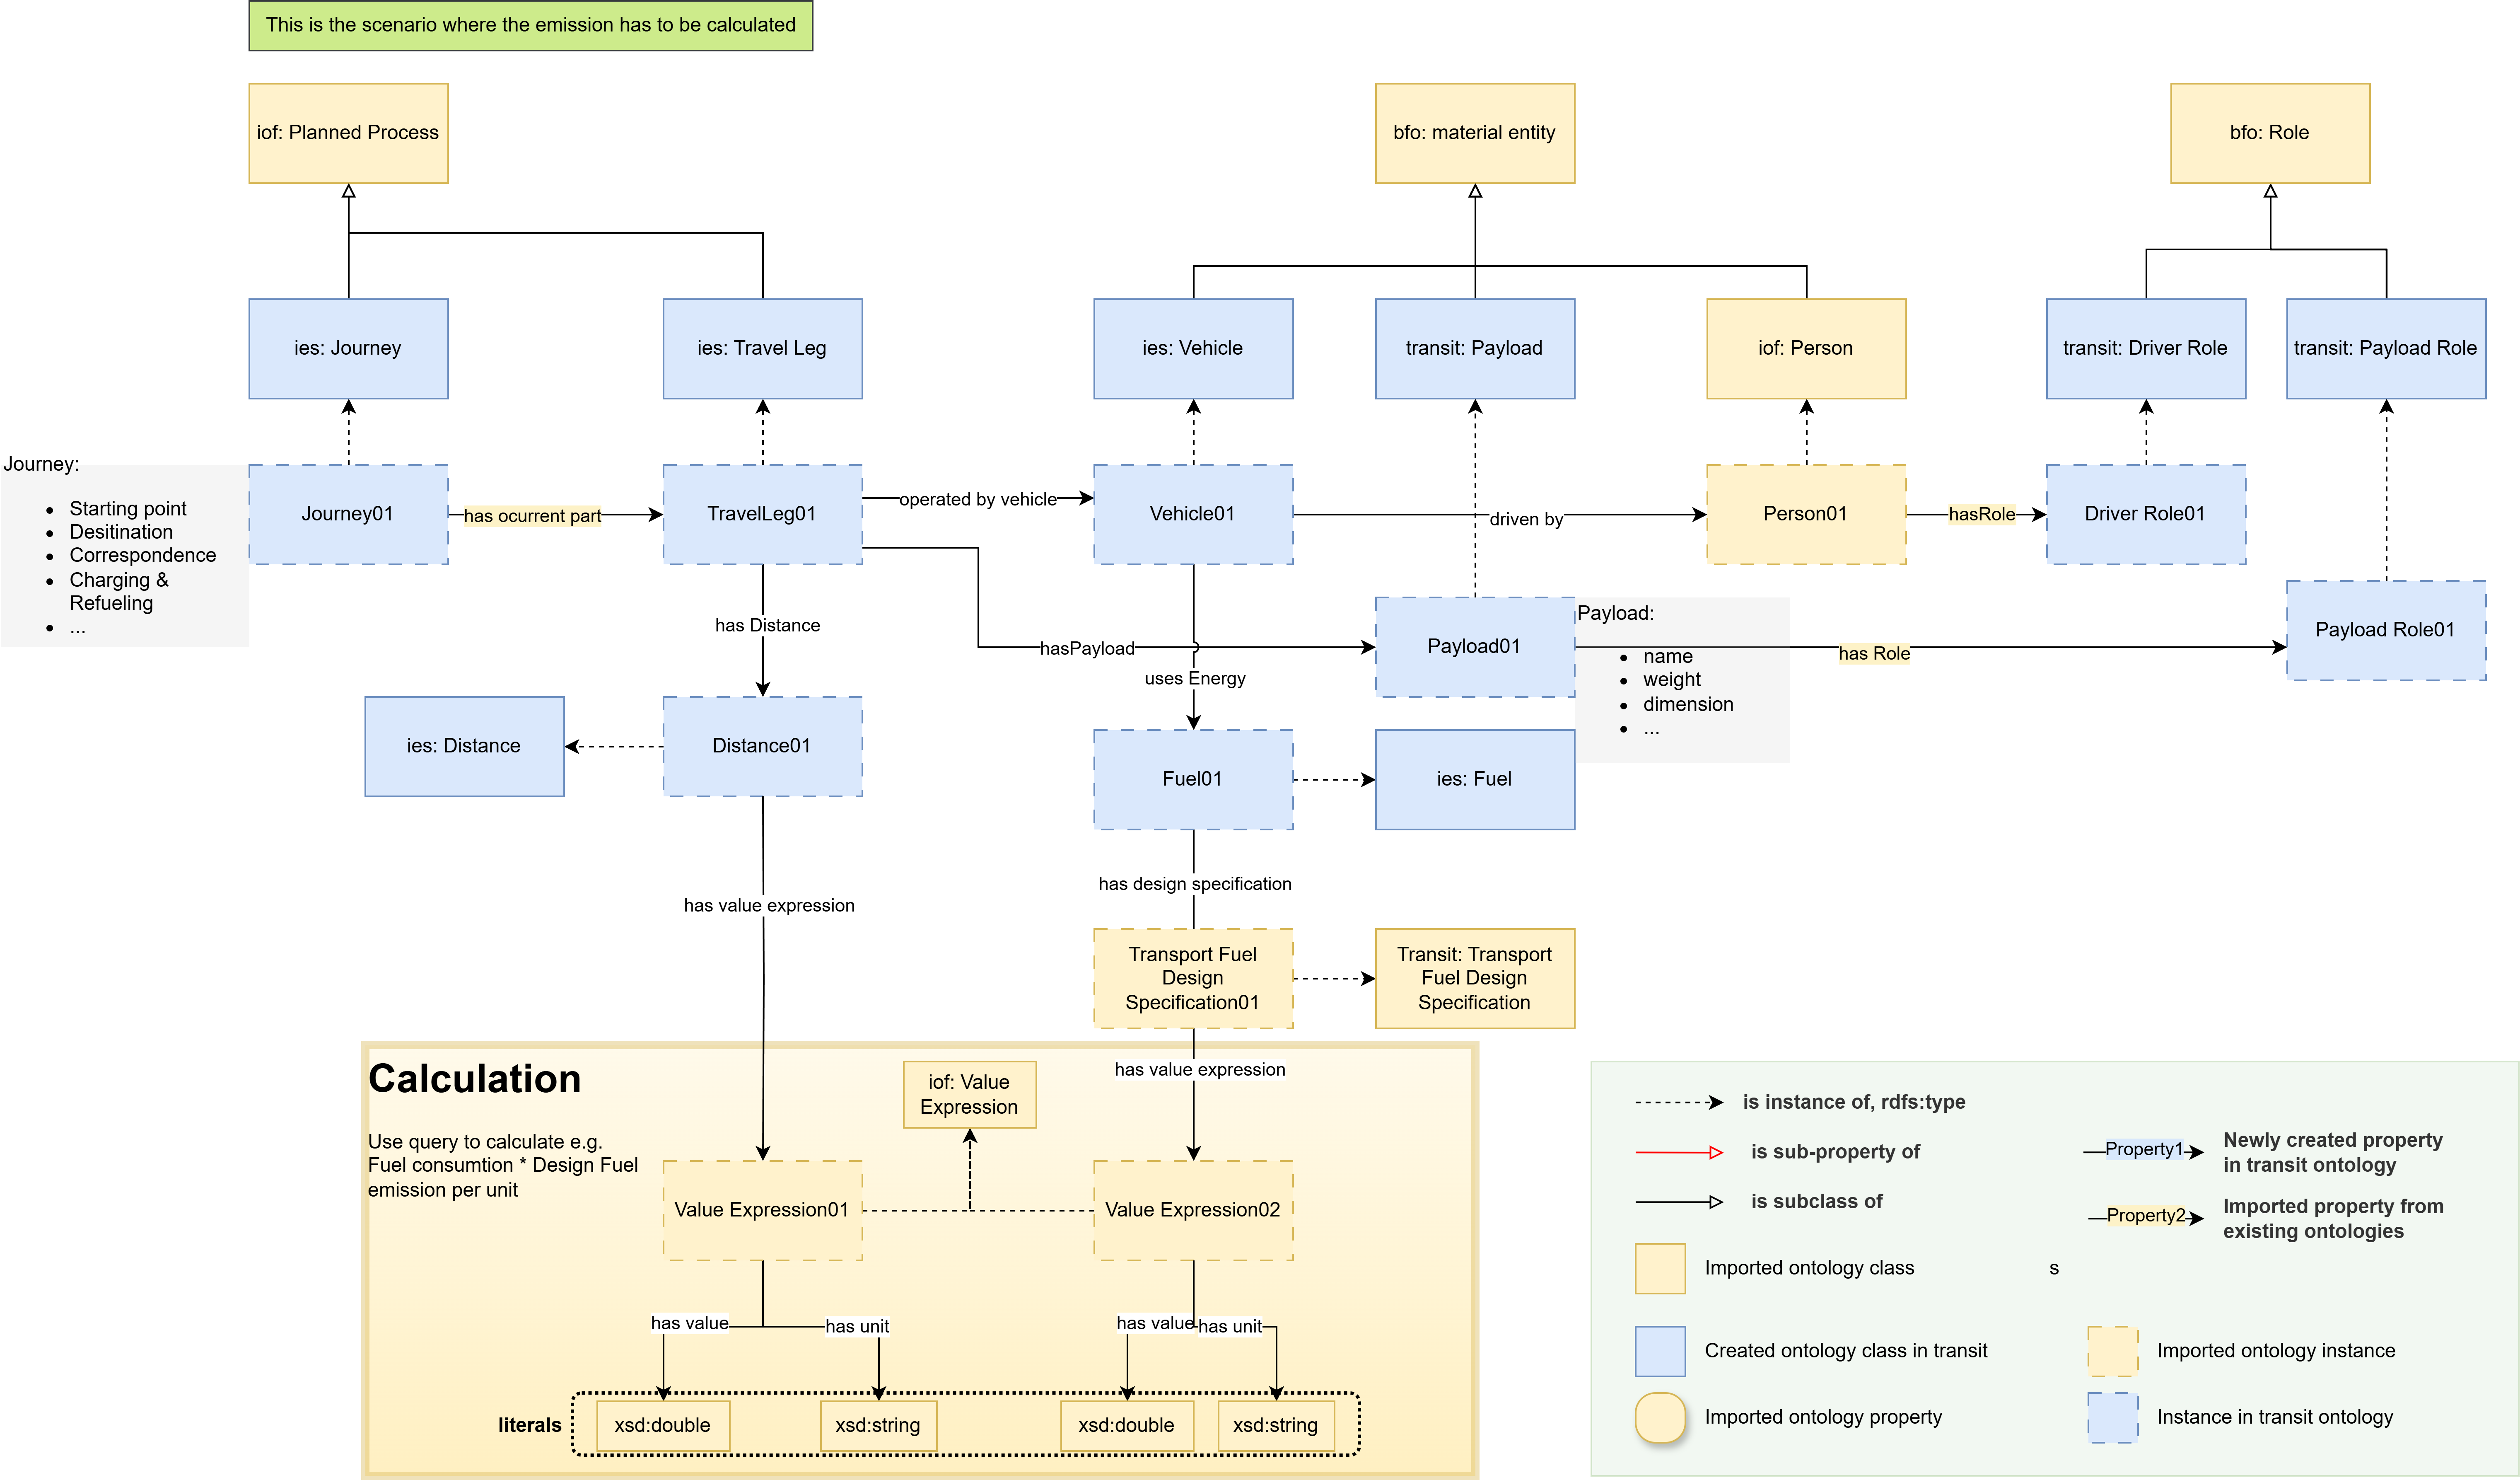 This is the scenario where the emission has to be calculated
iof: Planned Process
bfo: material entity
bfo: Role
ies: Journey
ies: Travel Leg
ies: Vehicle
transit: Payload
iof: Person
transit: Driver Role
transit: Payload Role
Journey:
Starting point
Desitination
Correspondence
Charging &
Refueling
...
Journey01
has ocurrent part
TravelLeg01
operated by vehicle
Vehicle01
driven by
Person01
hasRole
Driver Role01
has Distance
hasPayload
uses Energy
Payload01
Payload:
name
weight
dimension
...
has Role
Payload Role01
ies: Distance
Distance01
Fuel01
ies: Fuel
has value expression
has design specification
Transport Fuel
Design
Specification01
Transit: Transport
Fuel Design
Specification
Calculation
Use query to calculate e.g.
Fuel consumtion * Design Fuel
emission per unit
iof: Value
Expression
has value expression
Value Expression01
Value Expression02
has value
has unit
has value
has unit
literals
xsd:double
xsd:string
xsd:double
xsd:string
is instance of, rdfs:type
is sub-property of
is subclass of
Property1
Newly created property
in transit ontology
Property2
Imported property from
existing ontologies
Imported ontology class
s
Created ontology class in transit
Imported ontology instance
Imported ontology property
Instance in transit ontology